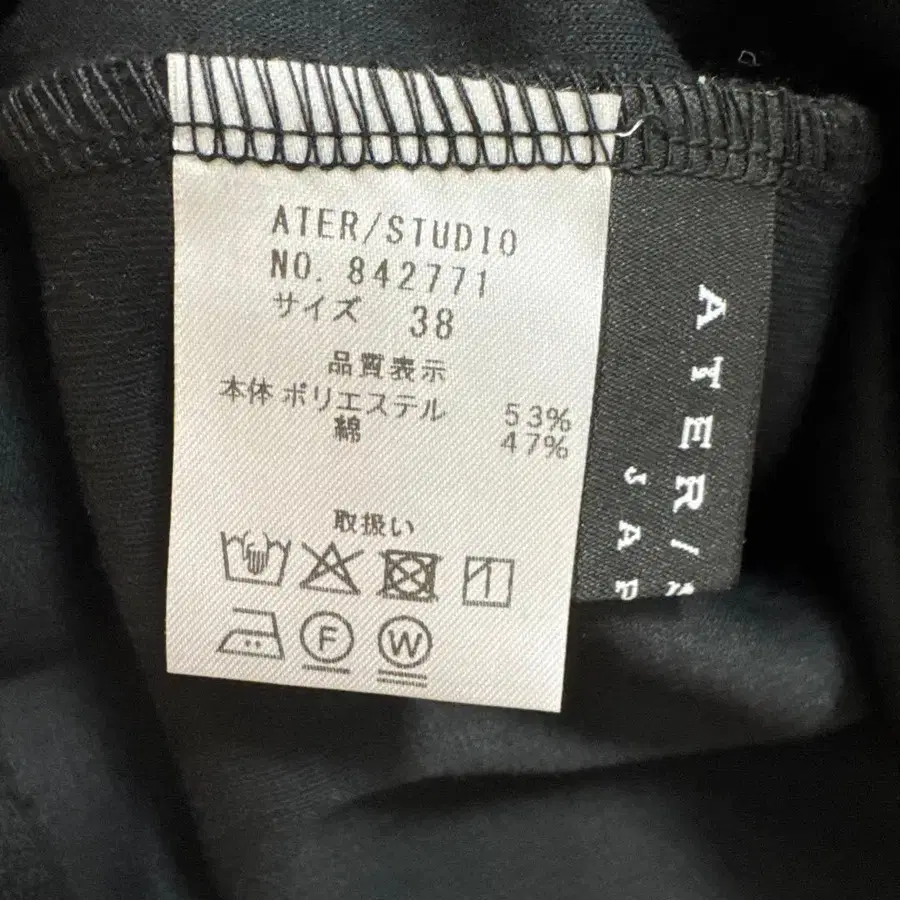 ATER/STUDIO
NO. 842771
サイズ 38
品質表示
本体 ポリエステル 53%
綿 47%
取扱い
F W
ATER/
JAP